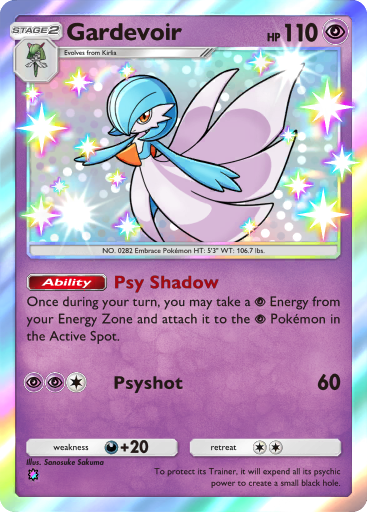 STAGE 2 Gardevoir HP 110
Evolves from Kirlia
NO. 0282 Embrace Pokémon HT: 5'3" WT: 106.7 lbs.
Ability Psy Shadow
Once during your turn, you may take a Energy from
your Energy Zone and attach it to the Pokémon in
the Active Spot.
Psyshot 60
weakness +20 retreat
Illus. Sanosuke Sakuma
To protect its Trainer, it will expend all its psychic
power to create a small black hole.